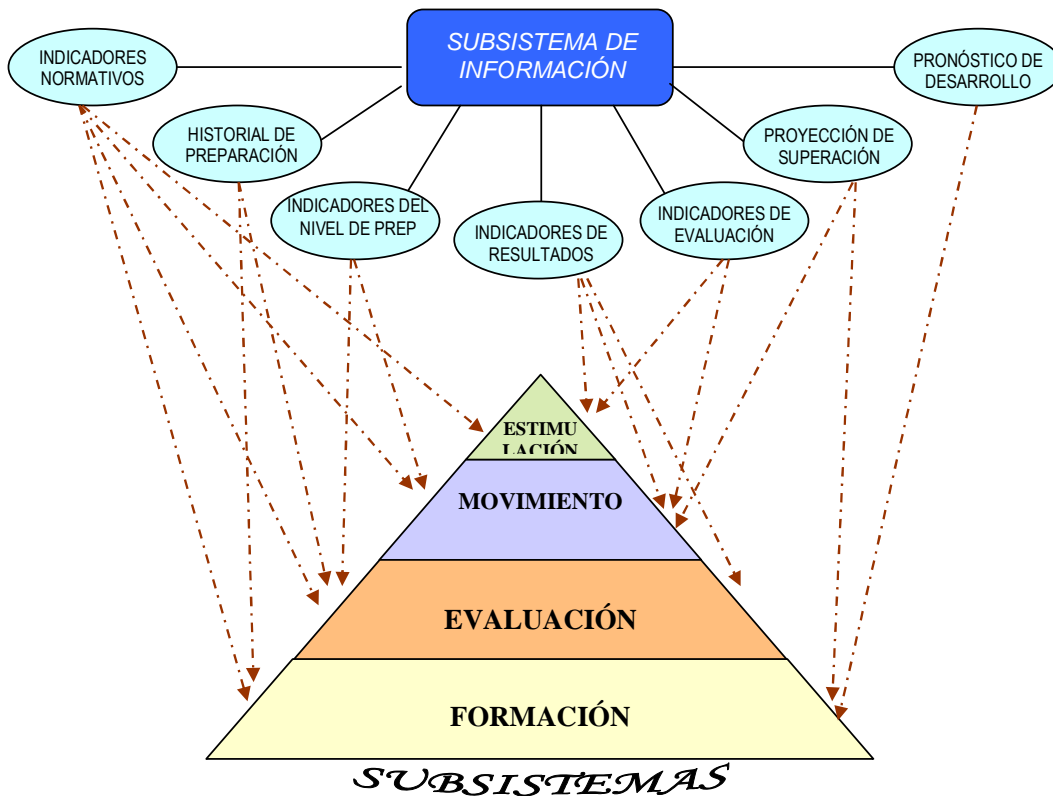 SUBSISTEMA DE
INFORMACIÓN
INDICADORES
NORMATIVOS
PRONÓSTICO DE
DESARROLLO
HISTORIAL DE
PREPARACIÓN
PROYECCIÓN DE
SUPERACIÓN
INDICADORES DEL
NIVEL DE PREP
INDICADORES DE
RESULTADOS
INDICADORES DE
EVALUACIÓN
ESTIMU
LACIÓN
MOVIMIENTO
EVALUACIÓN
FORMACIÓN
SUBSISTEMAS